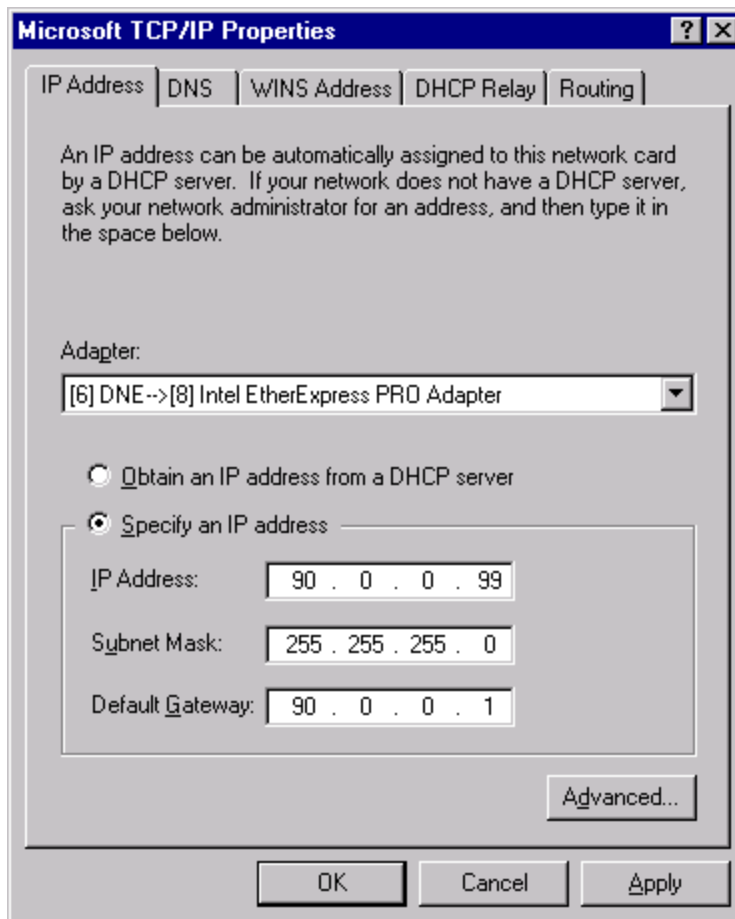 Microsoft TCP/IP Properties
IP Address DNS WINS Address DHCP Relay Routing
An IP address can be automatically assigned to this network card
by a DHCP server. If your network does not have a DHCP server,
ask your network administrator for an address, and then type it in
the space below.
Adapter:
[6] DNE-->[8] Intel EtherExpress PRO Adapter
Obtain an IP address from a DHCP server
Specify an IP address
IP Address: 90 . 0 . 0 . 99
Subnet Mask: 255 . 255 . 255 . 0
Default Gateway: 90 . 0 . 0 . 1
Advanced...
OK Cancel Apply